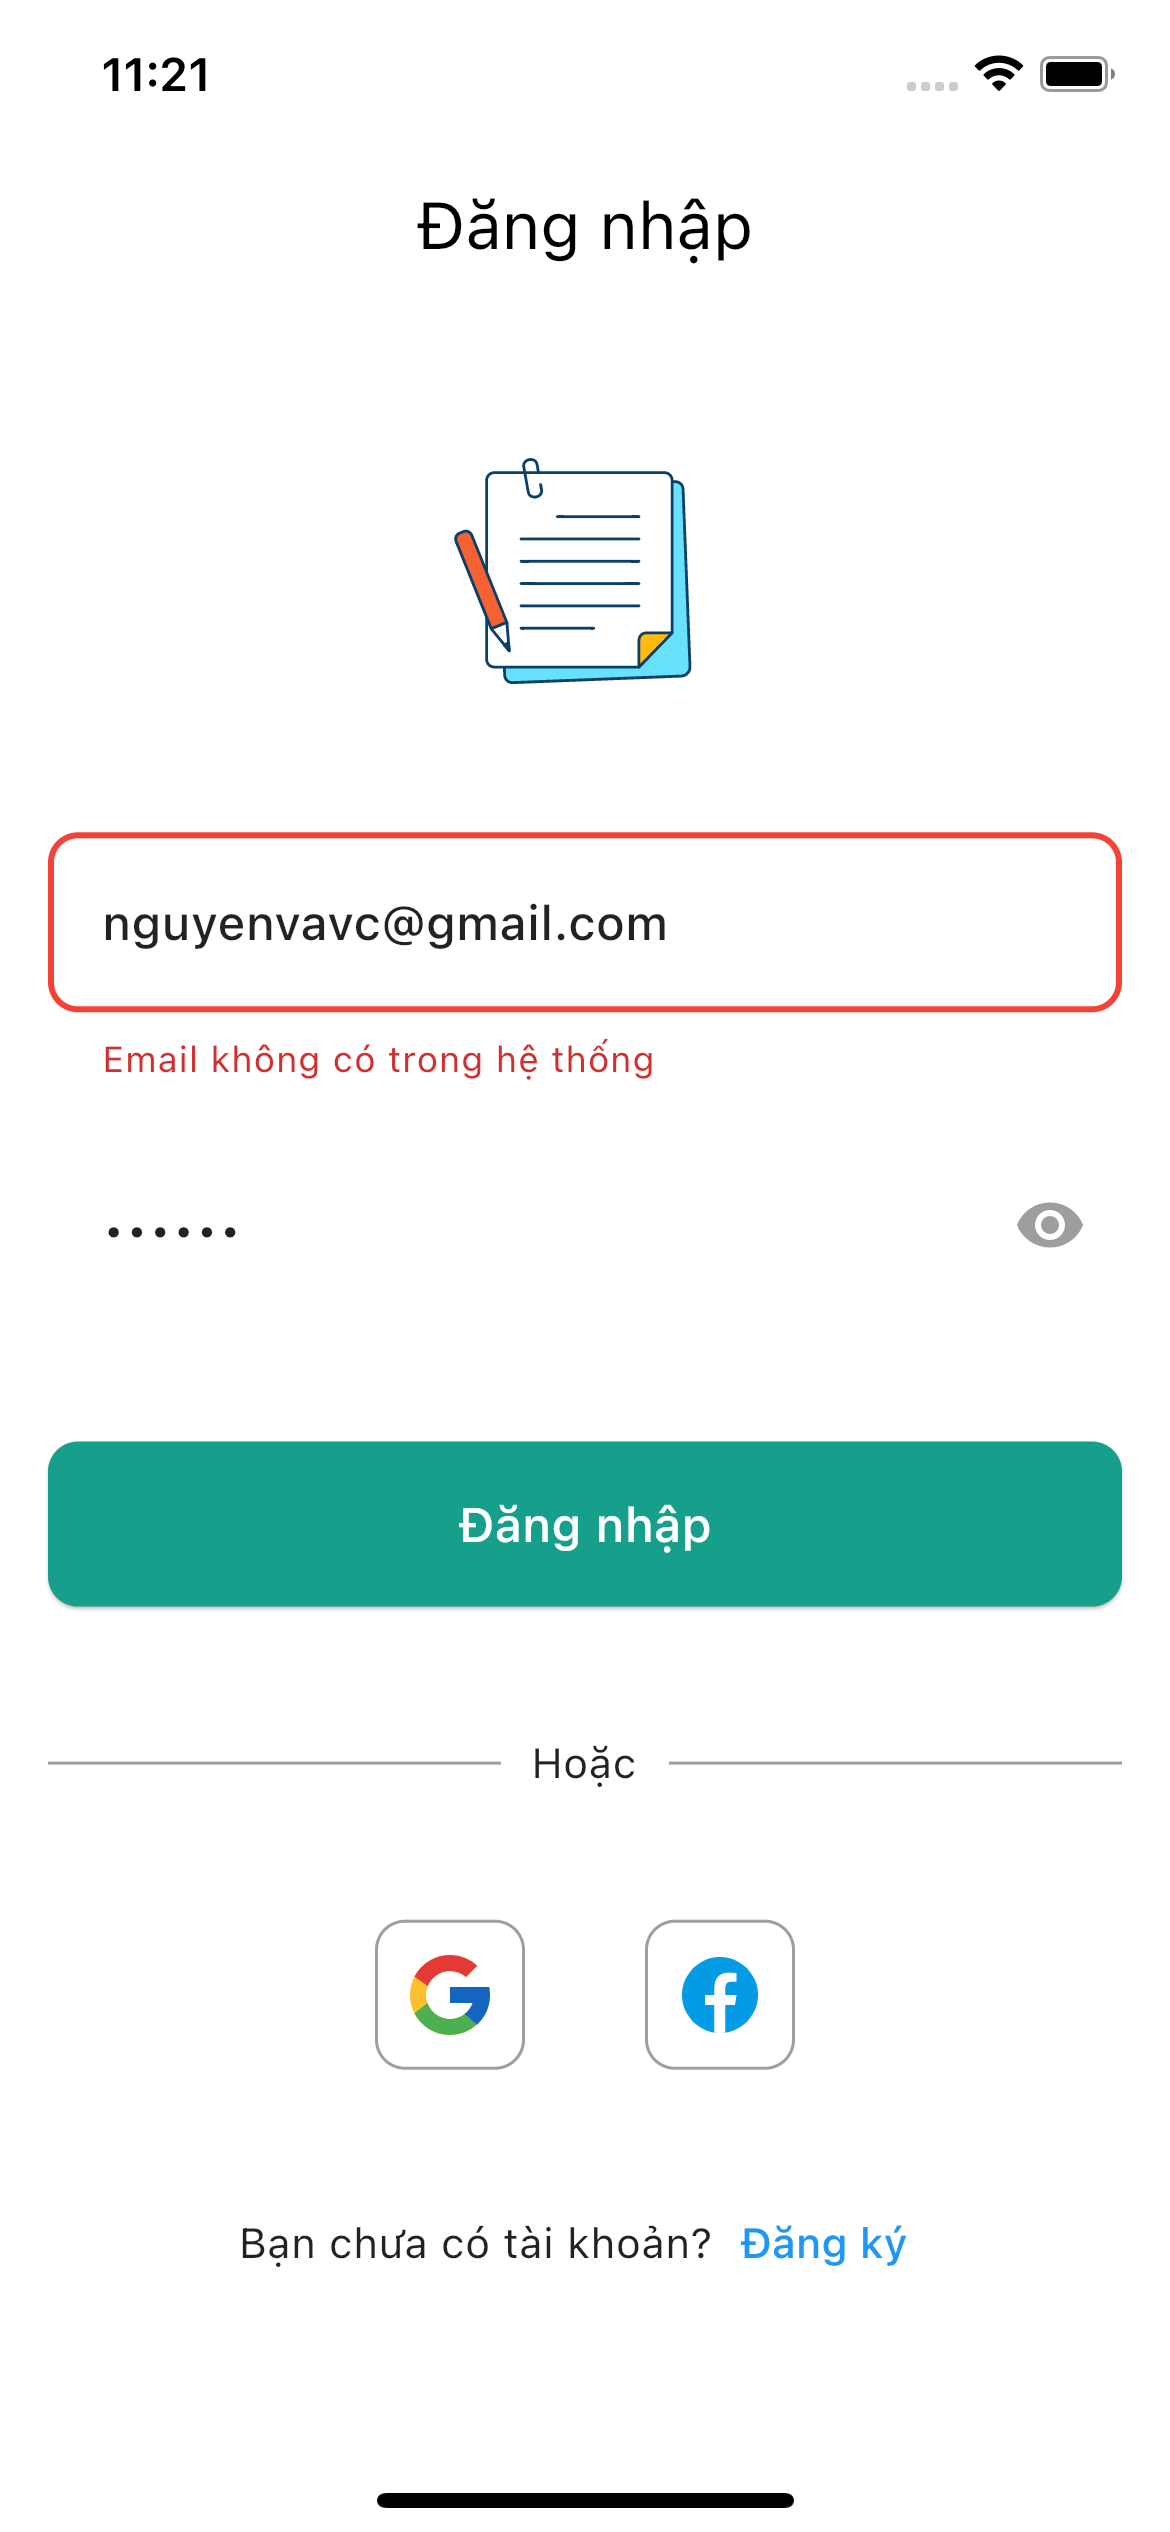 11:21
Đăng nhập
nguyenvavc@gmail.com
Email không có trong hệ thống
••••••
Đăng nhập
Hoặc
Bạn chưa có tài khoản? Đăng ký